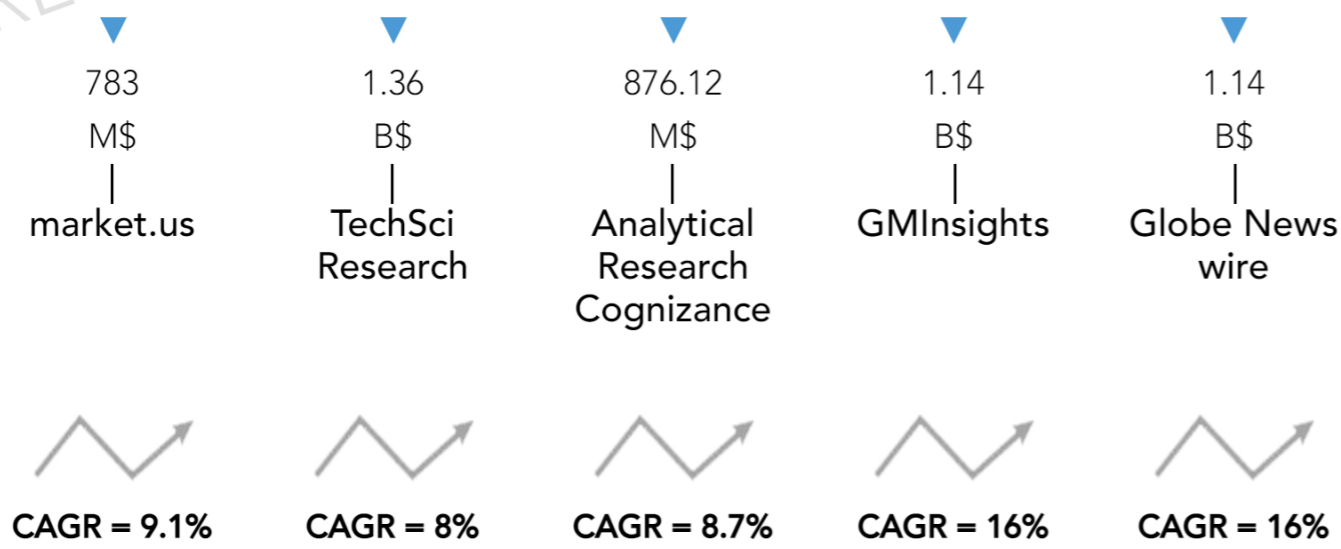 783
1.36
876.12
1.14
1.14
M$
B$
M$
B$
B$
market.us
TechSci
Research
Analytical
Research
Cognizance
GMInsights
Globe News
wire
CAGR = 9.1%
CAGR = 8%
CAGR = 8.7%
CAGR = 16%
CAGR = 16%